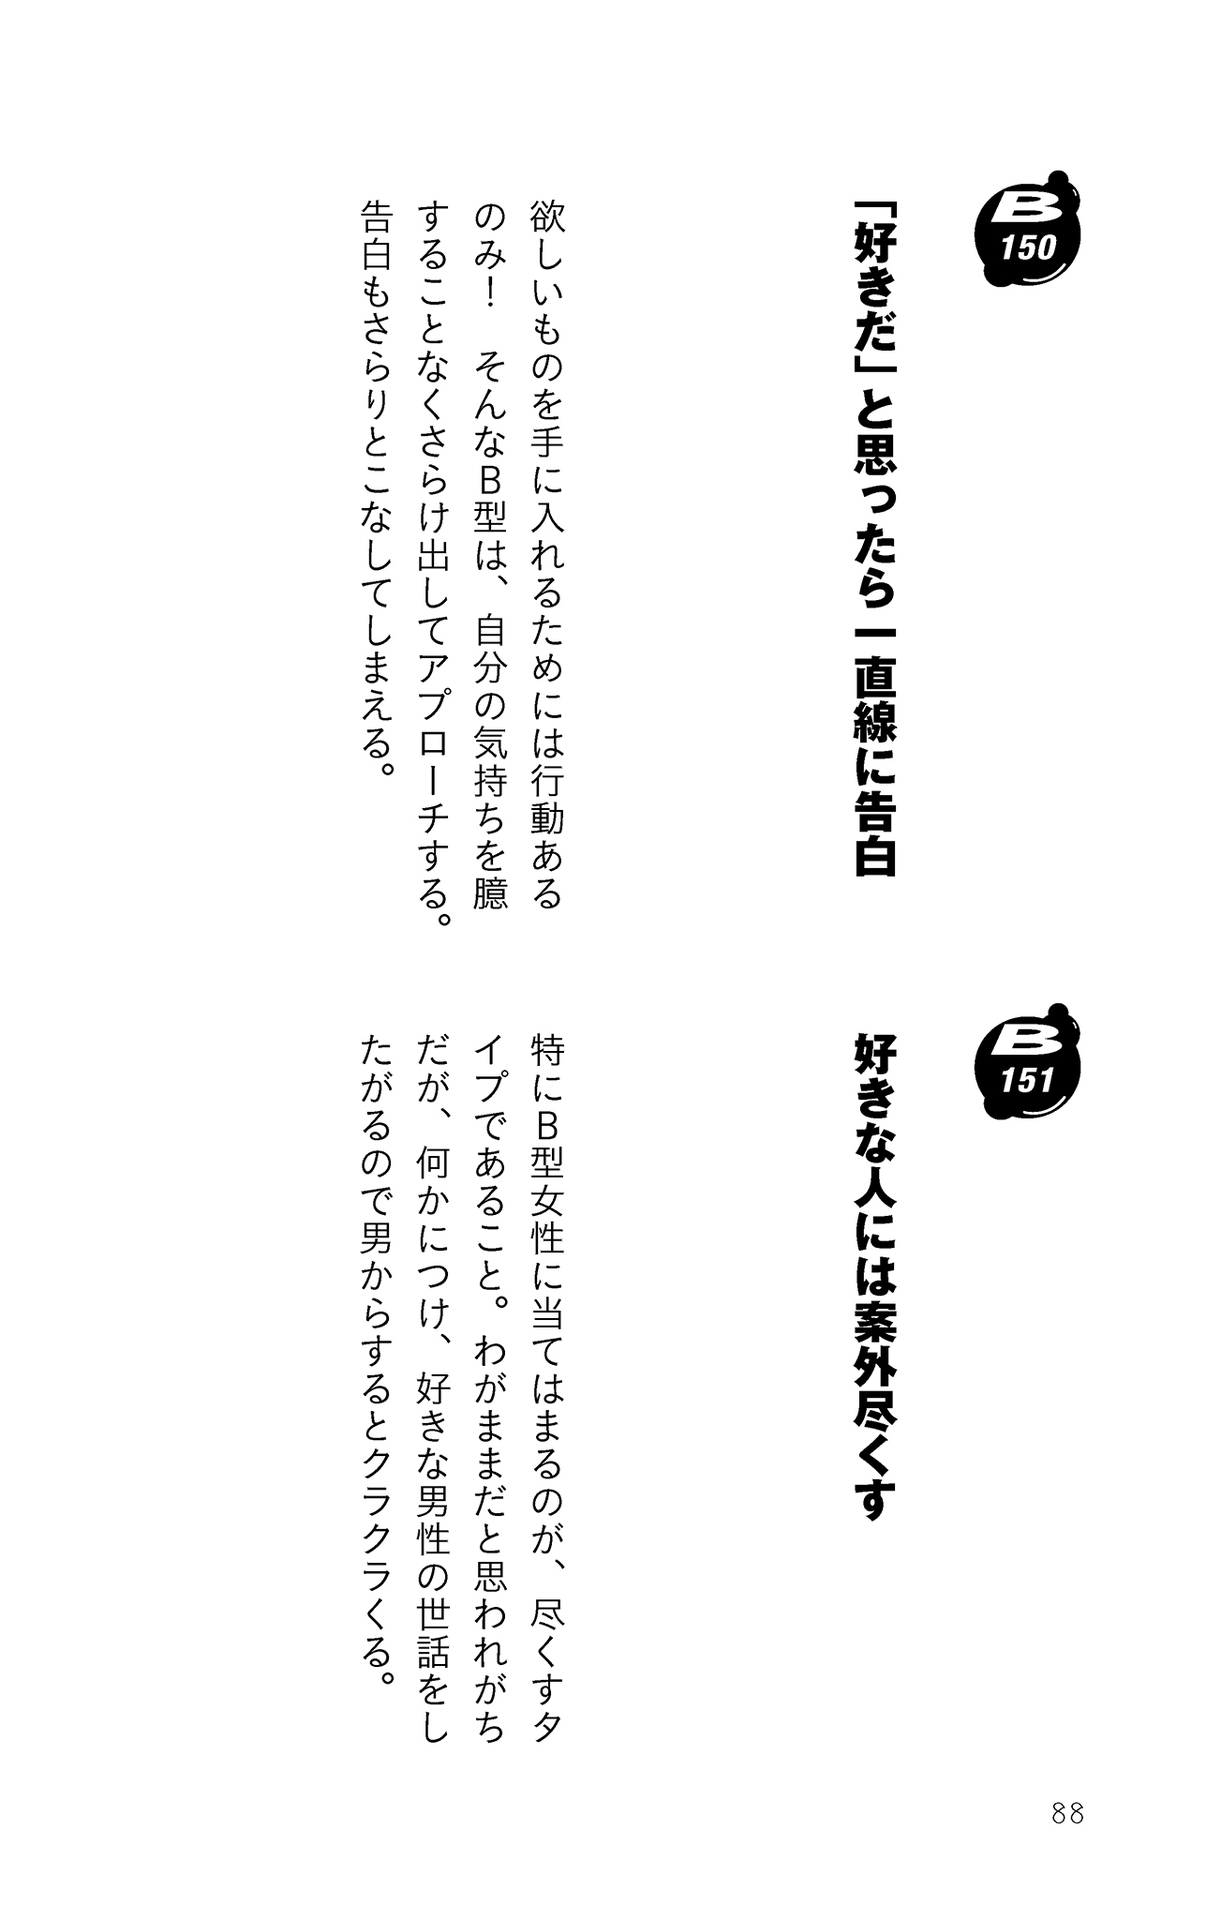 B
150
「好きだ」と思ったら一直線に告白
欲しいものを手に入れるためには行動ある
のみ！　そんなB型は、自分の気持ちを臆
することなくさらけ出してアプローチする。
告白もさらりとこなしてしまえる。
B
151
好きな人には案外尽くす
特にB型女性に当てはまるのが、尽くすタ
イプであること。わがままだと思われがち
だが、何かにつけ、好きな男性の世話をし
たがるので男からするとクラクラくる。
88